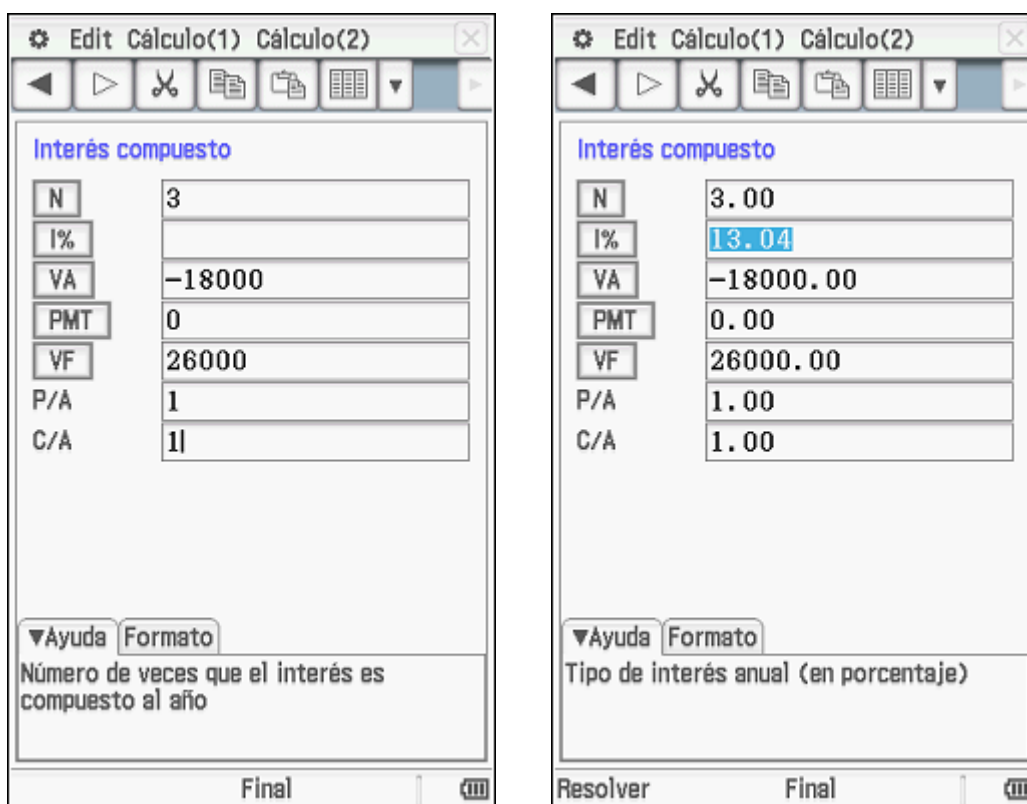 Edit Cálculo(1) Cálculo(2)
Interés compuesto
N 3
I%
VA −18000
PMT 0
VF 26000
P/A 1
C/A 1
▼Ayuda Formato
Número de veces que el interés es
compuesto al año
Final
Edit Cálculo(1) Cálculo(2)
Interés compuesto
N 3.00
I% 13.04
VA −18000.00
PMT 0.00
VF 26000.00
P/A 1.00
C/A 1.00
▼Ayuda Formato
Tipo de interés anual (en porcentaje)
Resolver Final